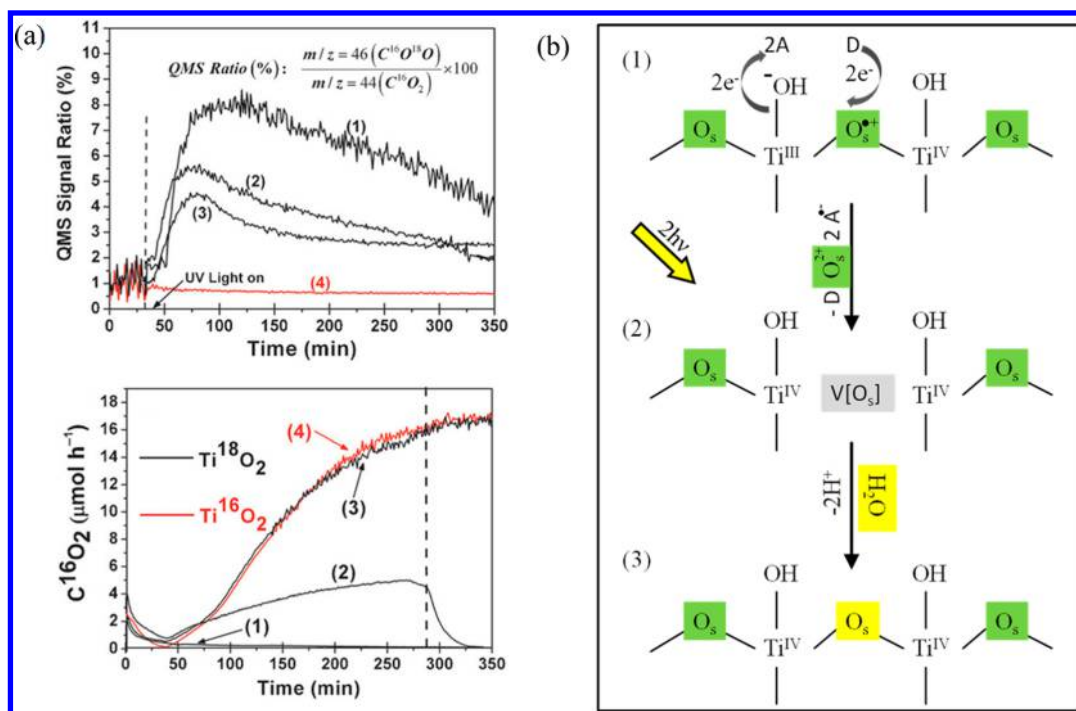 (a)
QMS Signal Ratio (%)
11
10
9
8
7
6
5
4
3
2
1
0
QMS Ratio (%) : m/z = 46 (C¹⁶O¹⁸O) / m/z = 44 (C¹⁶O₂) ×100
(1)
(2)
(3)
(4)
UV Light on
0 50 100 150 200 250 300 350
Time (min)
C¹⁶O₂ (μmol h⁻¹)
18
16
14
12
10
8
6
4
2
0
Ti¹⁸O₂
Ti¹⁶O₂
(4)
(3)
(2)
(1)
0 50 100 150 200 250 300 350
Time (min)
(b)
(1)
2A D
2e⁻ ⁻OH 2e⁻ OH
Oₛ Oₛ•⁺ Oₛ
Tiᴵᴵᴵ Tiᴵⱽ
2hν
- D Oₛ²⁺ 2 A•⁻
(2)
OH OH
Oₛ V[Oₛ] Oₛ
Tiᴵⱽ Tiᴵⱽ
-2H⁺ H₂O
(3)
OH OH
Oₛ Oₛ Oₛ
Tiᴵⱽ Tiᴵⱽ